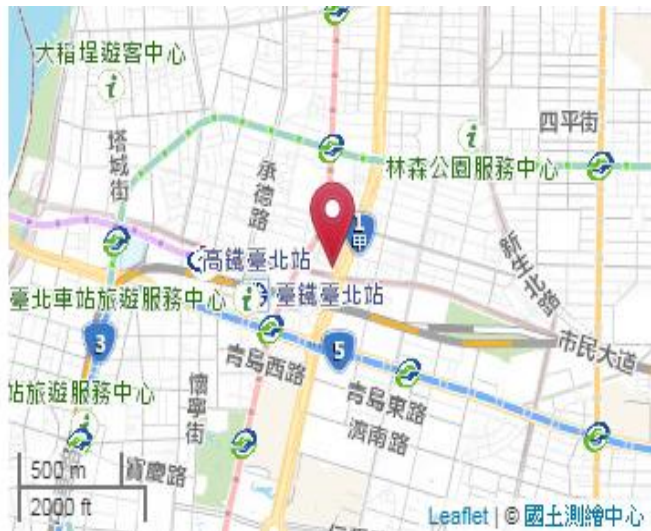 大稻埕遊客中心
四平街
塔城街
承德路
林森公園服務中心
1甲
新生北路
高鐵臺北站
臺北車站旅遊服務中心
臺鐵臺北站
3
5
市民大道
青島西路
青島東路
站旅遊服務中心
懷寧街
濟南路
寶慶路
500 m
2000 ft
Leaflet | © 國土測繪中心